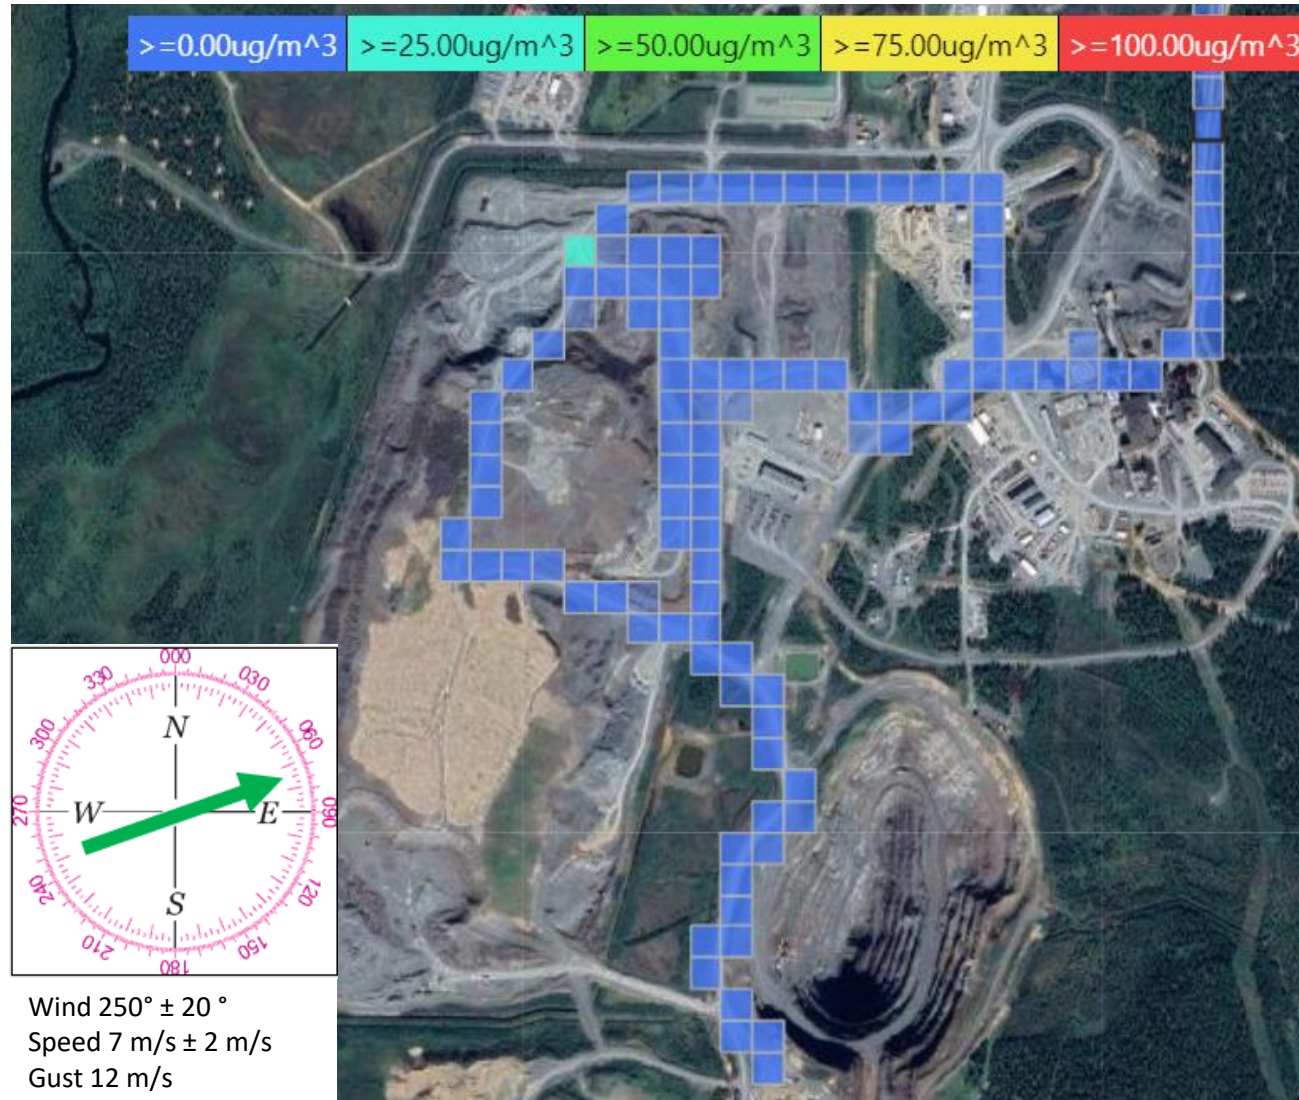 >=0.00ug/m^3 >=25.00ug/m^3 >=50.00ug/m^3 >=75.00ug/m^3 >=100.00ug/m^3
000
330 030
N
300 060
270 W E 090
240 120
S
210 150
180
Wind 250° ± 20 °
Speed 7 m/s ± 2 m/s
Gust 12 m/s